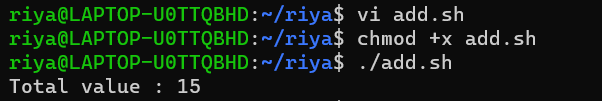 riya@LAPTOP-U0TTQBHD:~/riya$ vi add.sh
riya@LAPTOP-U0TTQBHD:~/riya$ chmod +x add.sh
riya@LAPTOP-U0TTQBHD:~/riya$ ./add.sh
Total value : 15